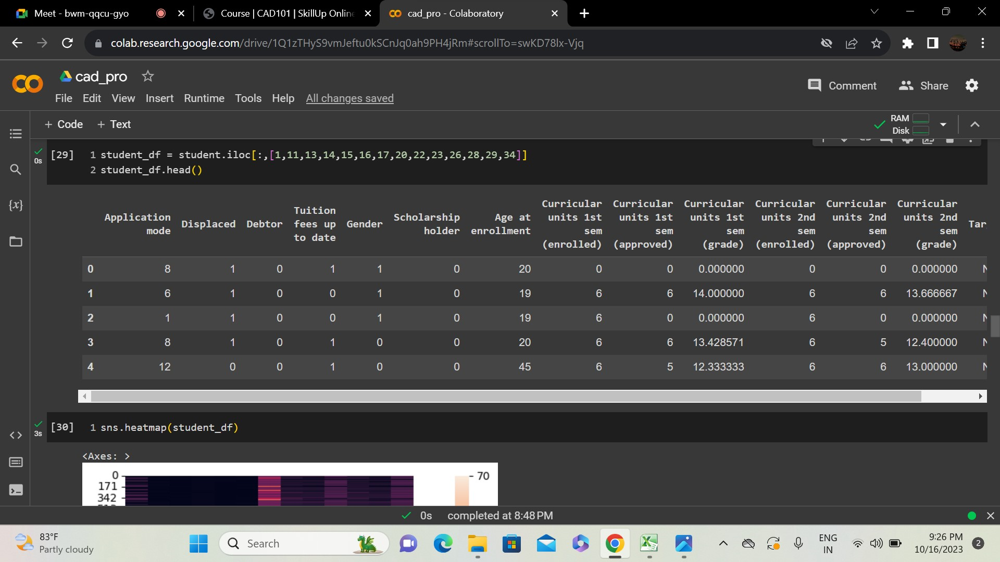 Meet - bwm-qqcu-gyo
Course | CAD101 | SkillUp Online
cad_pro - Colaboratory
colab.research.google.com/drive/1Q1zTHyS9vmJeftu0kSCnJq0ah9PH4jRm#scrollTo=swKD78lx-Vjq
cad_pro
File Edit View Insert Runtime Tools Help All changes saved
Comment Share
+ Code + Text
RAM
Disk
0s
[29] 1 student_df = student.iloc[:,[1,11,13,14,15,16,17,20,22,23,26,28,29,34]]
2 student_df.head()
Application mode Displaced Debtor Tuition fees up to date Gender Scholarship holder Age at enrollment Curricular units 1st sem (enrolled) Curricular units 1st sem (approved) Curricular units 1st sem (grade) Curricular units 2nd sem (enrolled) Curricular units 2nd sem (approved) Curricular units 2nd sem (grade) Tar
0 8 1 0 1 1 0 20 0 0 0.000000 0 0 0.000000 N
1 6 1 0 0 1 0 19 6 6 14.000000 6 6 13.666667 N
2 1 1 0 0 1 0 19 6 0 0.000000 6 0 0.000000 N
3 8 1 0 1 0 0 20 6 6 13.428571 6 5 12.400000 N
4 12 0 0 1 0 0 45 6 5 12.333333 6 6 13.000000 N
{x}
3s
[30] 1 sns.heatmap(student_df)
<Axes: >
0
171
342
70
0s completed at 8:48 PM
83°F
Partly cloudy
Search
ENG
IN
9:26 PM
10/16/2023
2